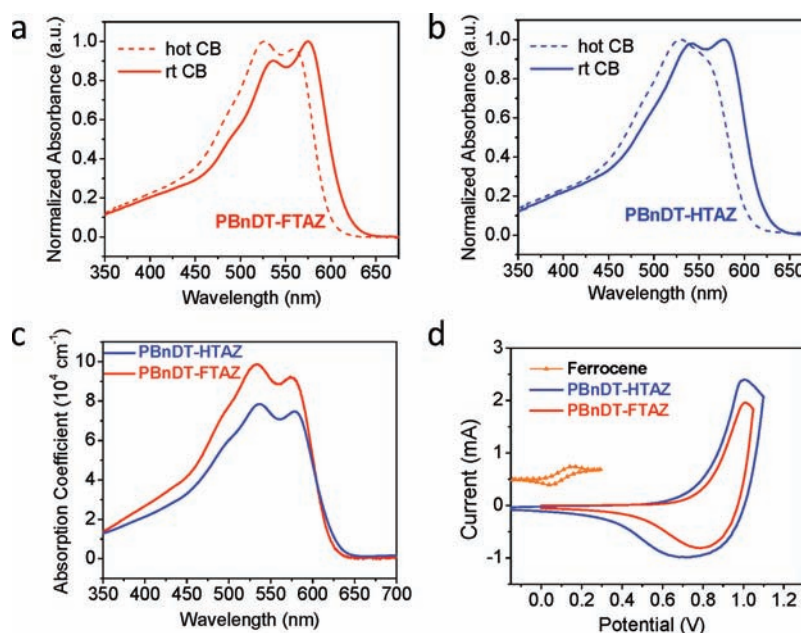 a
hot CB
rt CB
PBnDT-FTAZ
Normalized Absorbance (a.u.)
1.0
0.8
0.6
0.4
0.2
0.0
350 400 450 500 550 600 650
Wavelength (nm)
b
hot CB
rt CB
PBnDT-HTAZ
Normalized Absorbance (a.u.)
1.0
0.8
0.6
0.4
0.2
0.0
350 400 450 500 550 600 650
Wavelength (nm)
c
PBnDT-HTAZ
PBnDT-FTAZ
Absorption Coefficient (10⁴ cm⁻¹)
10
8
6
4
2
0
350 400 450 500 550 600 650 700
Wavelength (nm)
d
Ferrocene
PBnDT-HTAZ
PBnDT-FTAZ
Current (mA)
3
2
1
0
-1
0.0 0.2 0.4 0.6 0.8 1.0 1.2
Potential (V)